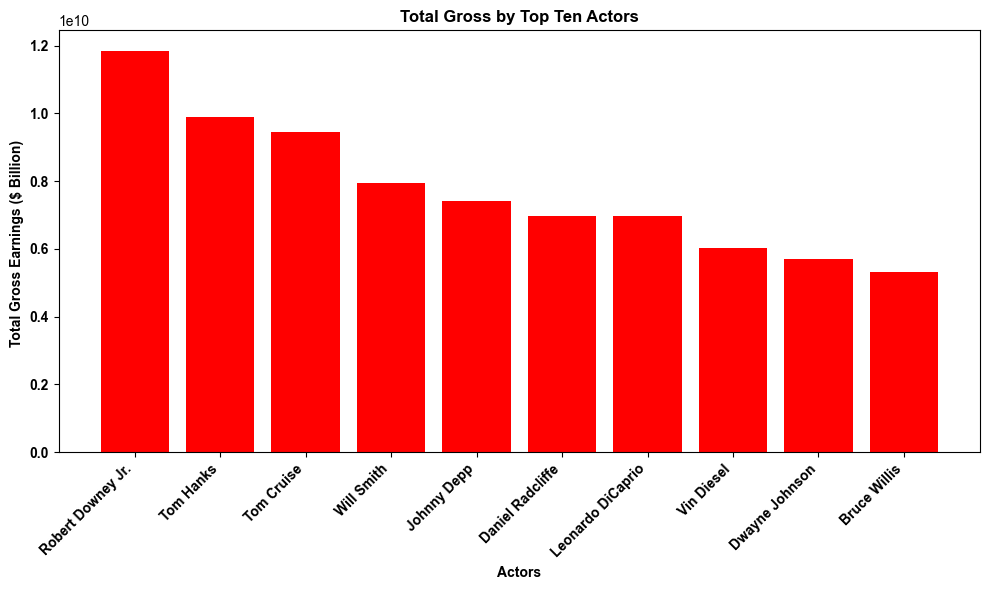 Total Gross by Top Ten Actors
1e10
Total Gross Earnings ($ Billion)
1.2
1.0
0.8
0.6
0.4
0.2
0.0
Robert Downey Jr.
Tom Hanks
Tom Cruise
Will Smith
Johnny Depp
Daniel Radcliffe
Leonardo DiCaprio
Vin Diesel
Dwayne Johnson
Bruce Willis
Actors